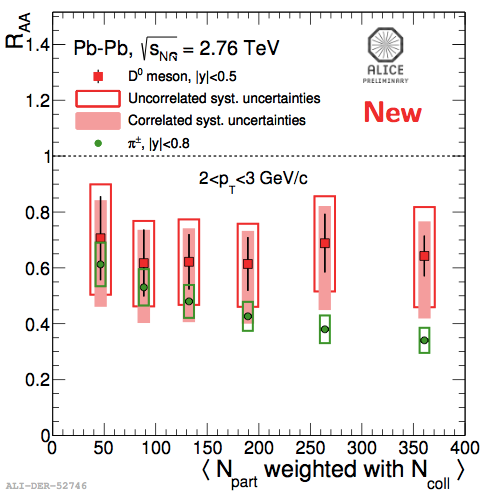 R_AA
1.4
1.2
1
0.8
0.6
0.4
0.2
0
Pb-Pb, √s_NN = 2.76 TeV
D⁰ meson, |y|<0.5
Uncorrelated syst. uncertainties
Correlated syst. uncertainties
π±, |y|<0.8
ALICE
PRELIMINARY
New
2<p_T<3 GeV/c
0 50 100 150 200 250 300 350 400
⟨ N_part weighted with N_coll ⟩
ALI-DER-52746